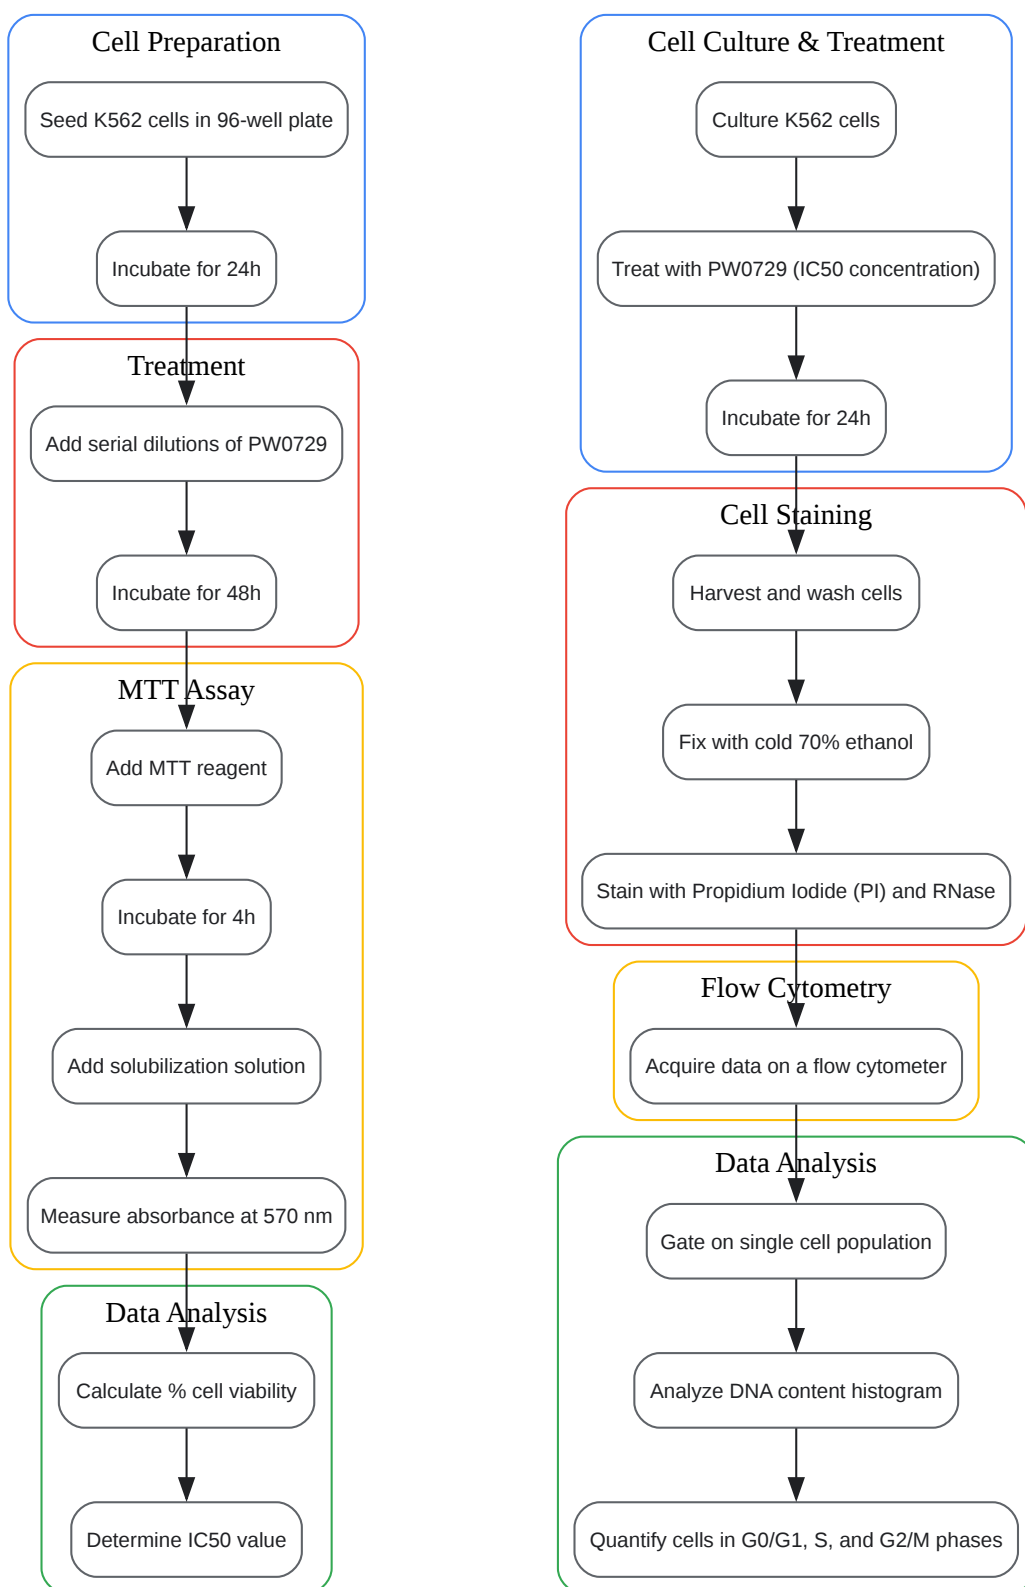 Cell Preparation
Seed K562 cells in 96-well plate
Incubate for 24h
Treatment
Add serial dilutions of PW0729
Incubate for 48h
MTT Assay
Add MTT reagent
Incubate for 4h
Add solubilization solution
Measure absorbance at 570 nm
Data Analysis
Calculate % cell viability
Determine IC50 value
Cell Culture & Treatment
Culture K562 cells
Treat with PW0729 (IC50 concentration)
Incubate for 24h
Cell Staining
Harvest and wash cells
Fix with cold 70% ethanol
Stain with Propidium Iodide (PI) and RNase
Flow Cytometry
Acquire data on a flow cytometer
Data Analysis
Gate on single cell population
Analyze DNA content histogram
Quantify cells in G0/G1, S, and G2/M phases